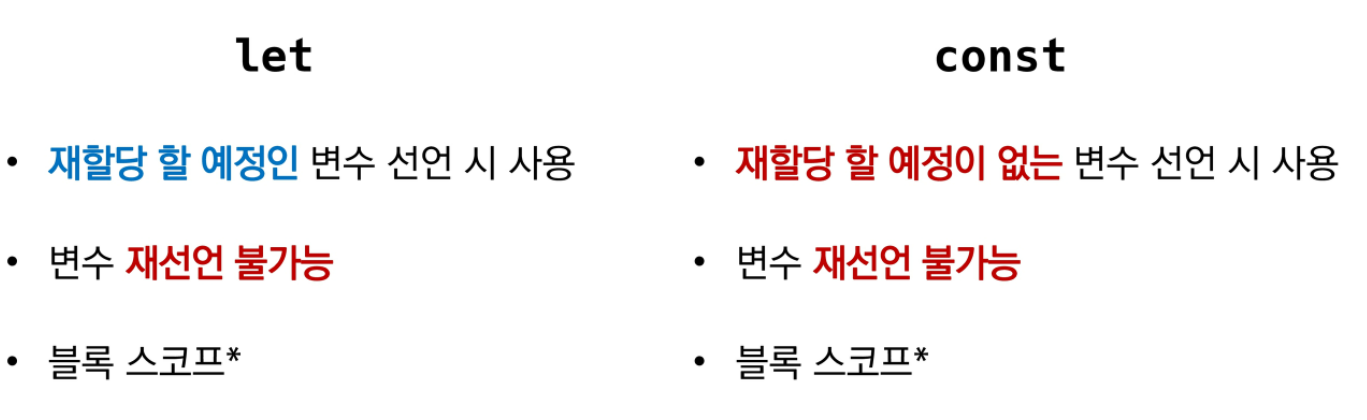 let
const
• 재할당 할 예정인 변수 선언 시 사용
• 변수 재선언 불가능
• 블록 스코프*
• 재할당 할 예정이 없는 변수 선언 시 사용
• 변수 재선언 불가능
• 블록 스코프*